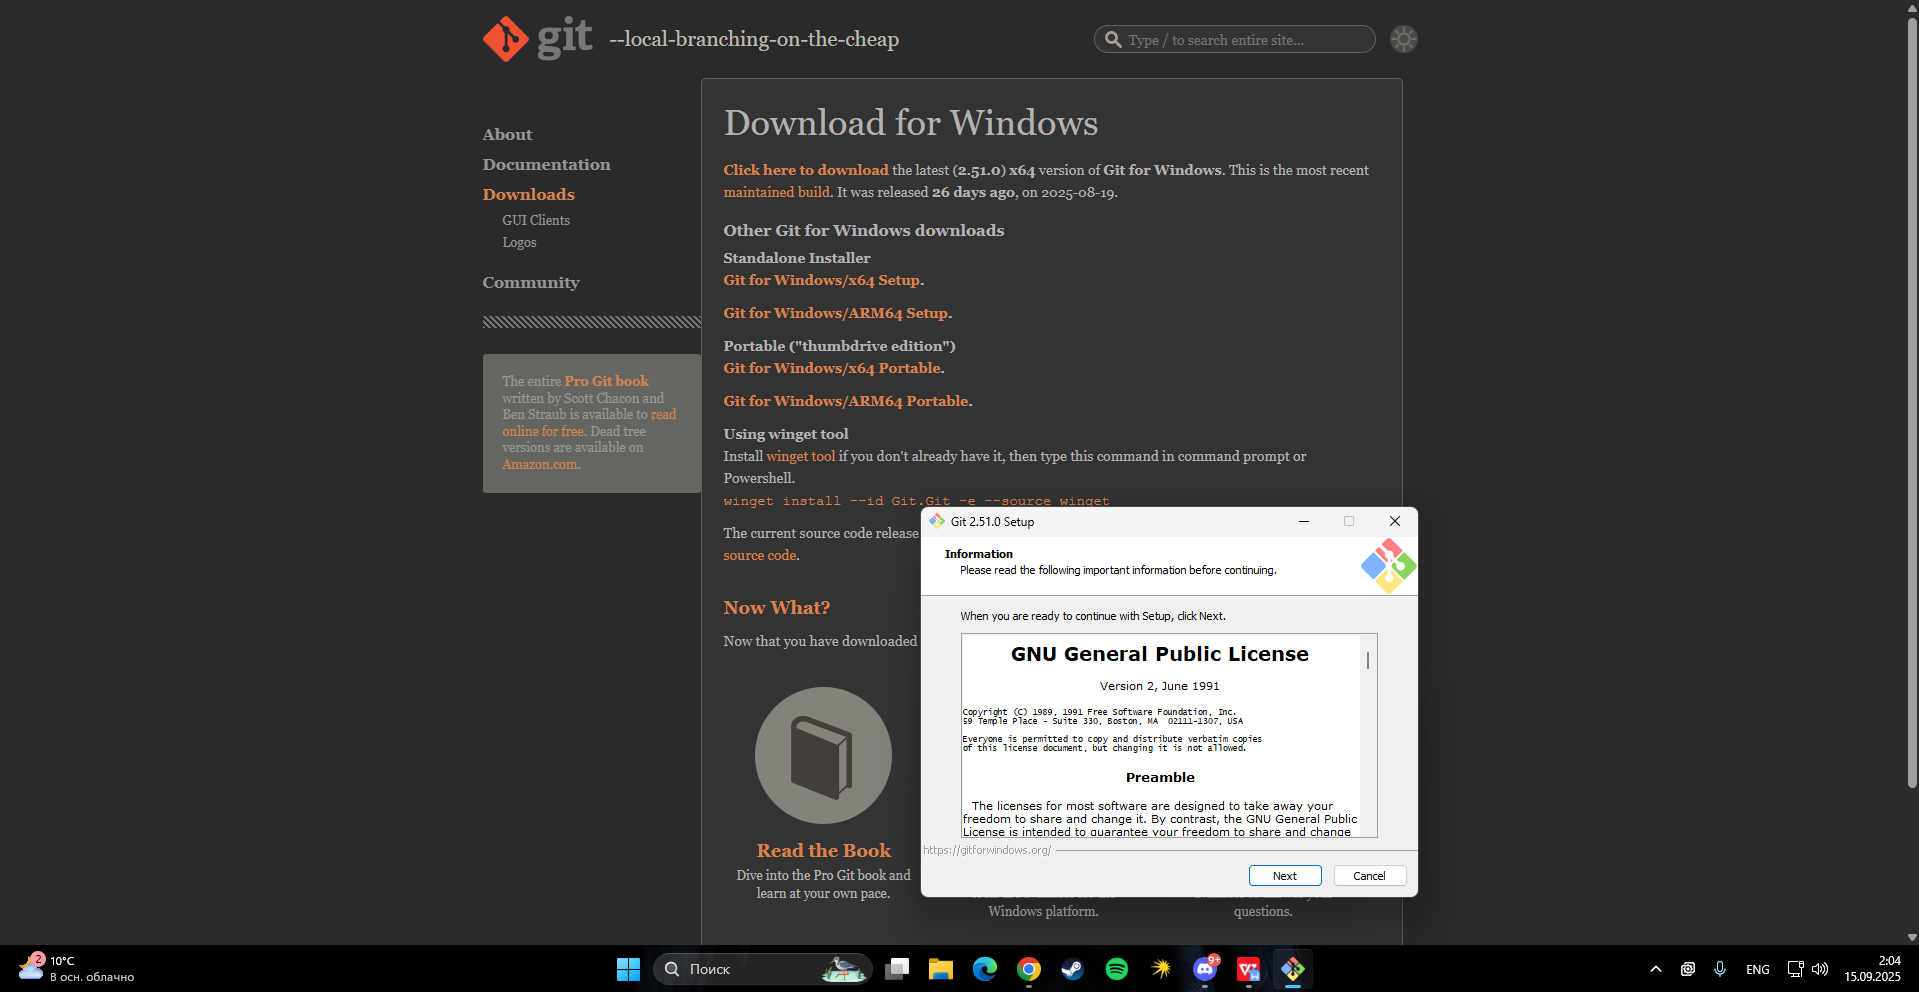 git --local-branching-on-the-cheap
Type / to search entire site...
About
Documentation
Downloads
GUI Clients
Logos
Community
The entire Pro Git book
written by Scott Chacon and
Ben Straub is available to read
online for free. Dead tree
versions are available on
Amazon.com.
Download for Windows
Click here to download the latest (2.51.0) x64 version of Git for Windows. This is the most recent
maintained build. It was released 26 days ago, on 2025-08-19.
Other Git for Windows downloads
Standalone Installer
Git for Windows/x64 Setup.
Git for Windows/ARM64 Setup.
Portable ("thumbdrive edition")
Git for Windows/x64 Portable.
Git for Windows/ARM64 Portable.
Using winget tool
Install winget tool if you don't already have it, then type this command in command prompt or
Powershell.
winget install --id Git.Git -e --source winget
The current source code release
source code.
Now What?
Now that you have downloaded
Read the Book
Dive into the Pro Git book and
learn at your own pace.
Windows platform.
questions.
Git 2.51.0 Setup
Information
Please read the following important information before continuing.
When you are ready to continue with Setup, click Next.
GNU General Public License
Version 2, June 1991
Copyright (C) 1989, 1991 Free Software Foundation, Inc.
59 Temple Place - Suite 330, Boston, MA  02111-1307, USA
Everyone is permitted to copy and distribute verbatim copies
of this license document, but changing it is not allowed.
Preamble
The licenses for most software are designed to take away your
freedom to share and change it. By contrast, the GNU General Public
License is intended to guarantee your freedom to share and change
https://gitforwindows.org/
Next
Cancel
2
10°C
В осн. облачно
Поиск
9+
ENG
2:04
15.09.2025